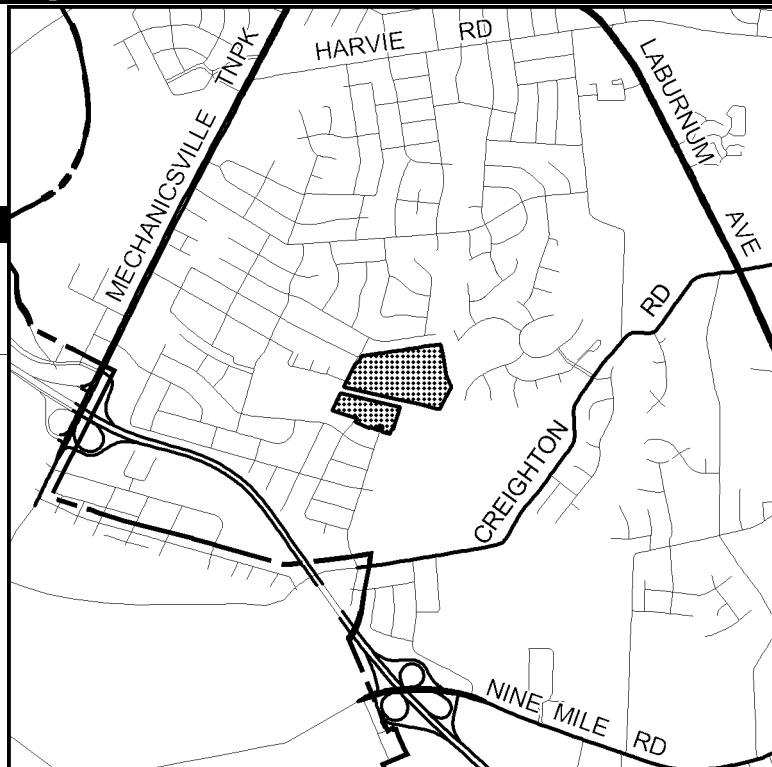 HARVIE RD
MECHANICSVILLE TNPK
LABURNUM AVE
CREIGHTON RD
NINE MILE RD